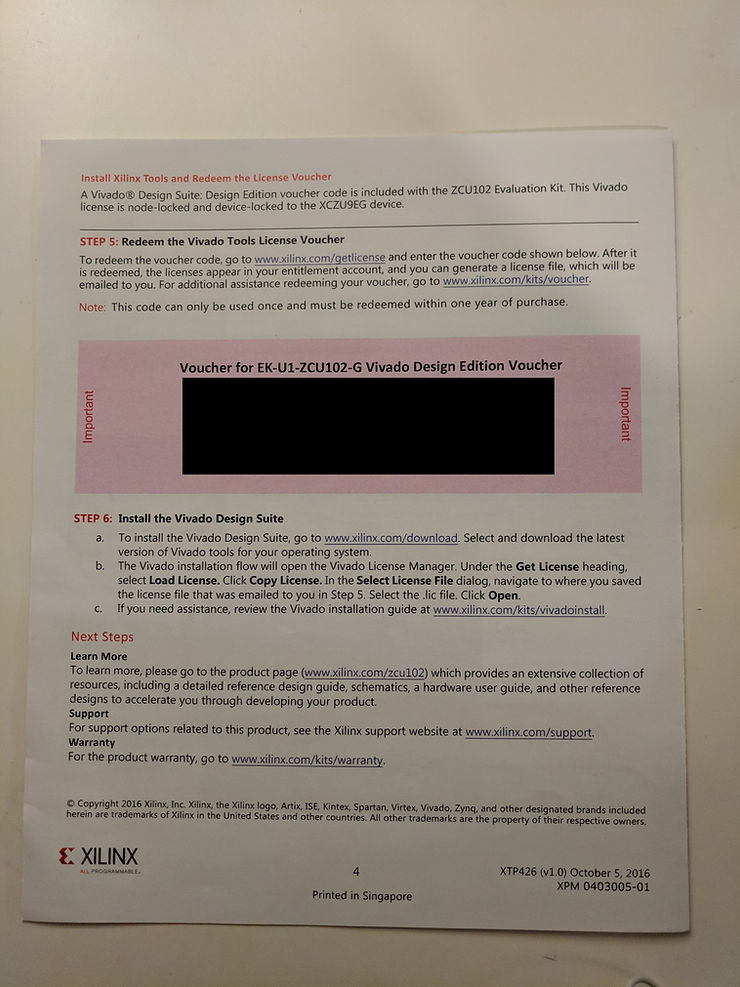 Install Xilinx Tools and Redeem the License Voucher
A Vivado® Design Suite: Design Edition voucher code is included with the ZCU102 Evaluation Kit. This Vivado
license is node-locked and device-locked to the XCZU9EG device.
STEP 5: Redeem the Vivado Tools License Voucher
To redeem the voucher code, go to www.xilinx.com/getlicense and enter the voucher code shown below. After it
is redeemed, the licenses appear in your entitlement account, and you can generate a license file, which will be
emailed to you. For additional assistance redeeming your voucher, go to www.xilinx.com/kits/voucher.
Note: This code can only be used once and must be redeemed within one year of purchase.
Voucher for EK-U1-ZCU102-G Vivado Design Edition Voucher
Important
Important
STEP 6: Install the Vivado Design Suite
a. To install the Vivado Design Suite, go to www.xilinx.com/download. Select and download the latest
version of Vivado tools for your operating system.
b. The Vivado installation flow will open the Vivado License Manager. Under the Get License heading,
select Load License. Click Copy License. In the Select License File dialog, navigate to where you saved
the license file that was emailed to you in Step 5. Select the .lic file. Click Open.
c. If you need assistance, review the Vivado installation guide at www.xilinx.com/kits/vivadoinstall.
Next Steps
Learn More
To learn more, please go to the product page (www.xilinx.com/zcu102) which provides an extensive collection of
resources, including a detailed reference design guide, schematics, a hardware user guide, and other reference
designs to accelerate you through developing your product.
Support
For support options related to this product, see the Xilinx support website at www.xilinx.com/support.
Warranty
For the product warranty, go to www.xilinx.com/kits/warranty.
© Copyright 2016 Xilinx, Inc. Xilinx, the Xilinx logo, Artix, ISE, Kintex, Spartan, Virtex, Vivado, Zynq, and other designated brands included
herein are trademarks of Xilinx in the United States and other countries. All other trademarks are the property of their respective owners.
XILINX
ALL PROGRAMMABLE.
4
Printed in Singapore
XTP426 (v1.0) October 5, 2016
XPM 0403005-01